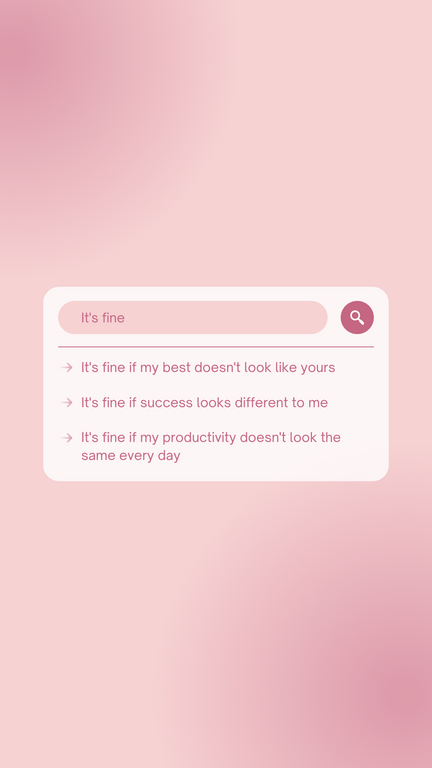 It's fine
It's fine if my best doesn't look like yours
It's fine if success looks different to me
It's fine if my productivity doesn't look the
same every day